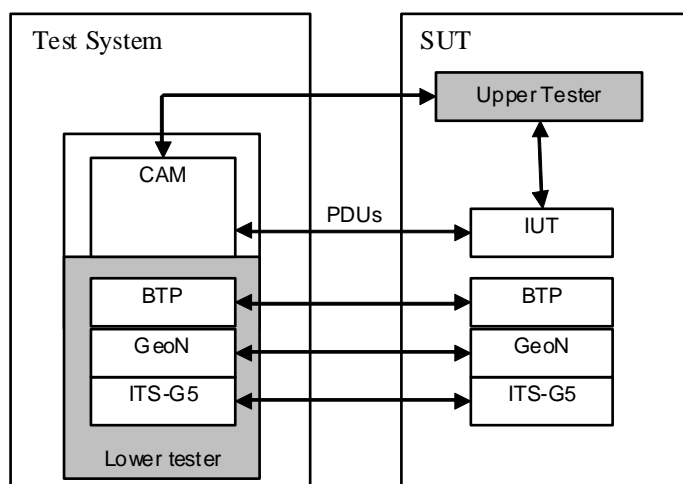 Test System
SUT
Upper Tester
CAM
PDUs
IUT
BTP
BTP
GeoN
GeoN
ITS-G5
ITS-G5
Lower tester